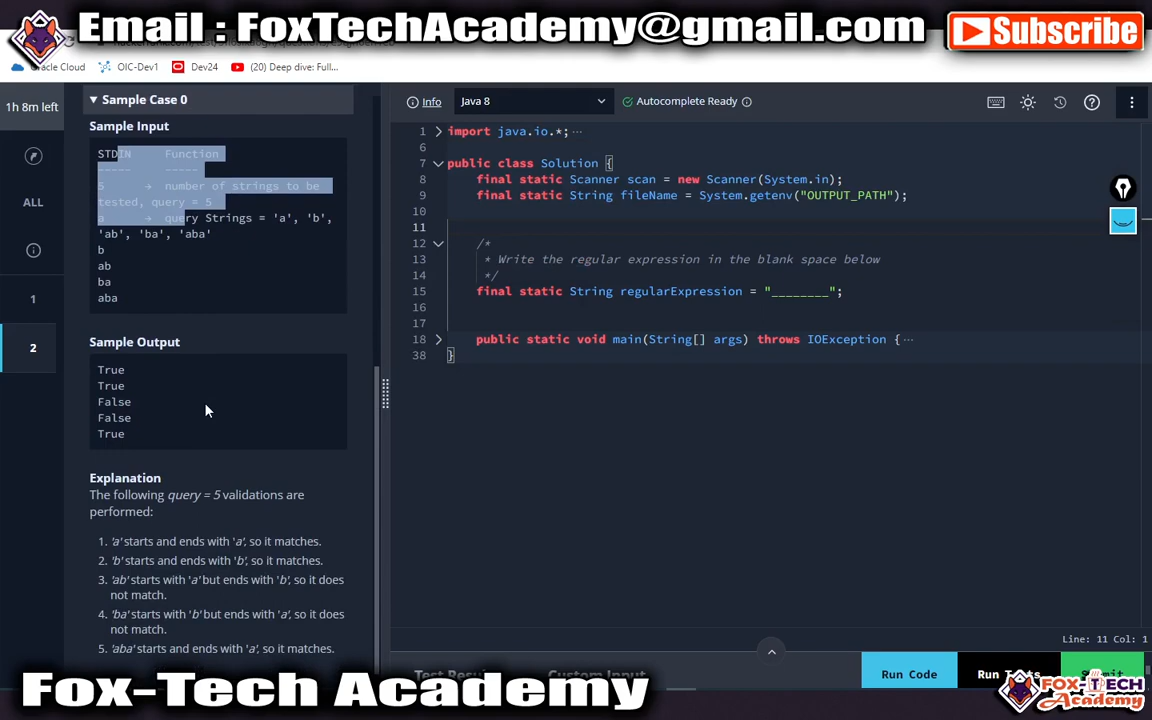 Email : FoxTechAcademy@gmail.com
Subscribe
Oracle Cloud
OIC-Dev1
Dev24
(20) Deep dive: Full...
1h 8m left
ALL
1
2
Sample Case 0
Sample Input
STDIN Function
----- -----
5 → number of strings to be
tested, query = 5
a → query Strings = 'a', 'b',
'ab', 'ba', 'aba'
b
ab
ba
aba
Sample Output
True
True
False
False
True
Explanation
The following query = 5 validations are
performed:
1. 'a' starts and ends with 'a', so it matches.
2. 'b' starts and ends with 'b', so it matches.
3. 'ab' starts with 'a' but ends with 'b', so it does
not match.
4. 'ba' starts with 'b' but ends with 'a', so it does
not match.
5. 'aba' starts and ends with 'a', so it matches.
Info
Java 8
Autocomplete Ready
1 import java.io.*;
6
7 public class Solution {
8 final static Scanner scan = new Scanner(System.in);
9 final static String fileName = System.getenv("OUTPUT_PATH");
10
11
12 /*
13 * Write the regular expression in the blank space below
14 */
15 final static String regularExpression = "________";
16
17
18 public static void main(String[] args) throws IOException {
38 }
Line: 11 Col: 1
Custom Input
Run Code
Fox-Tech Academy
FOX-TECH
Academy